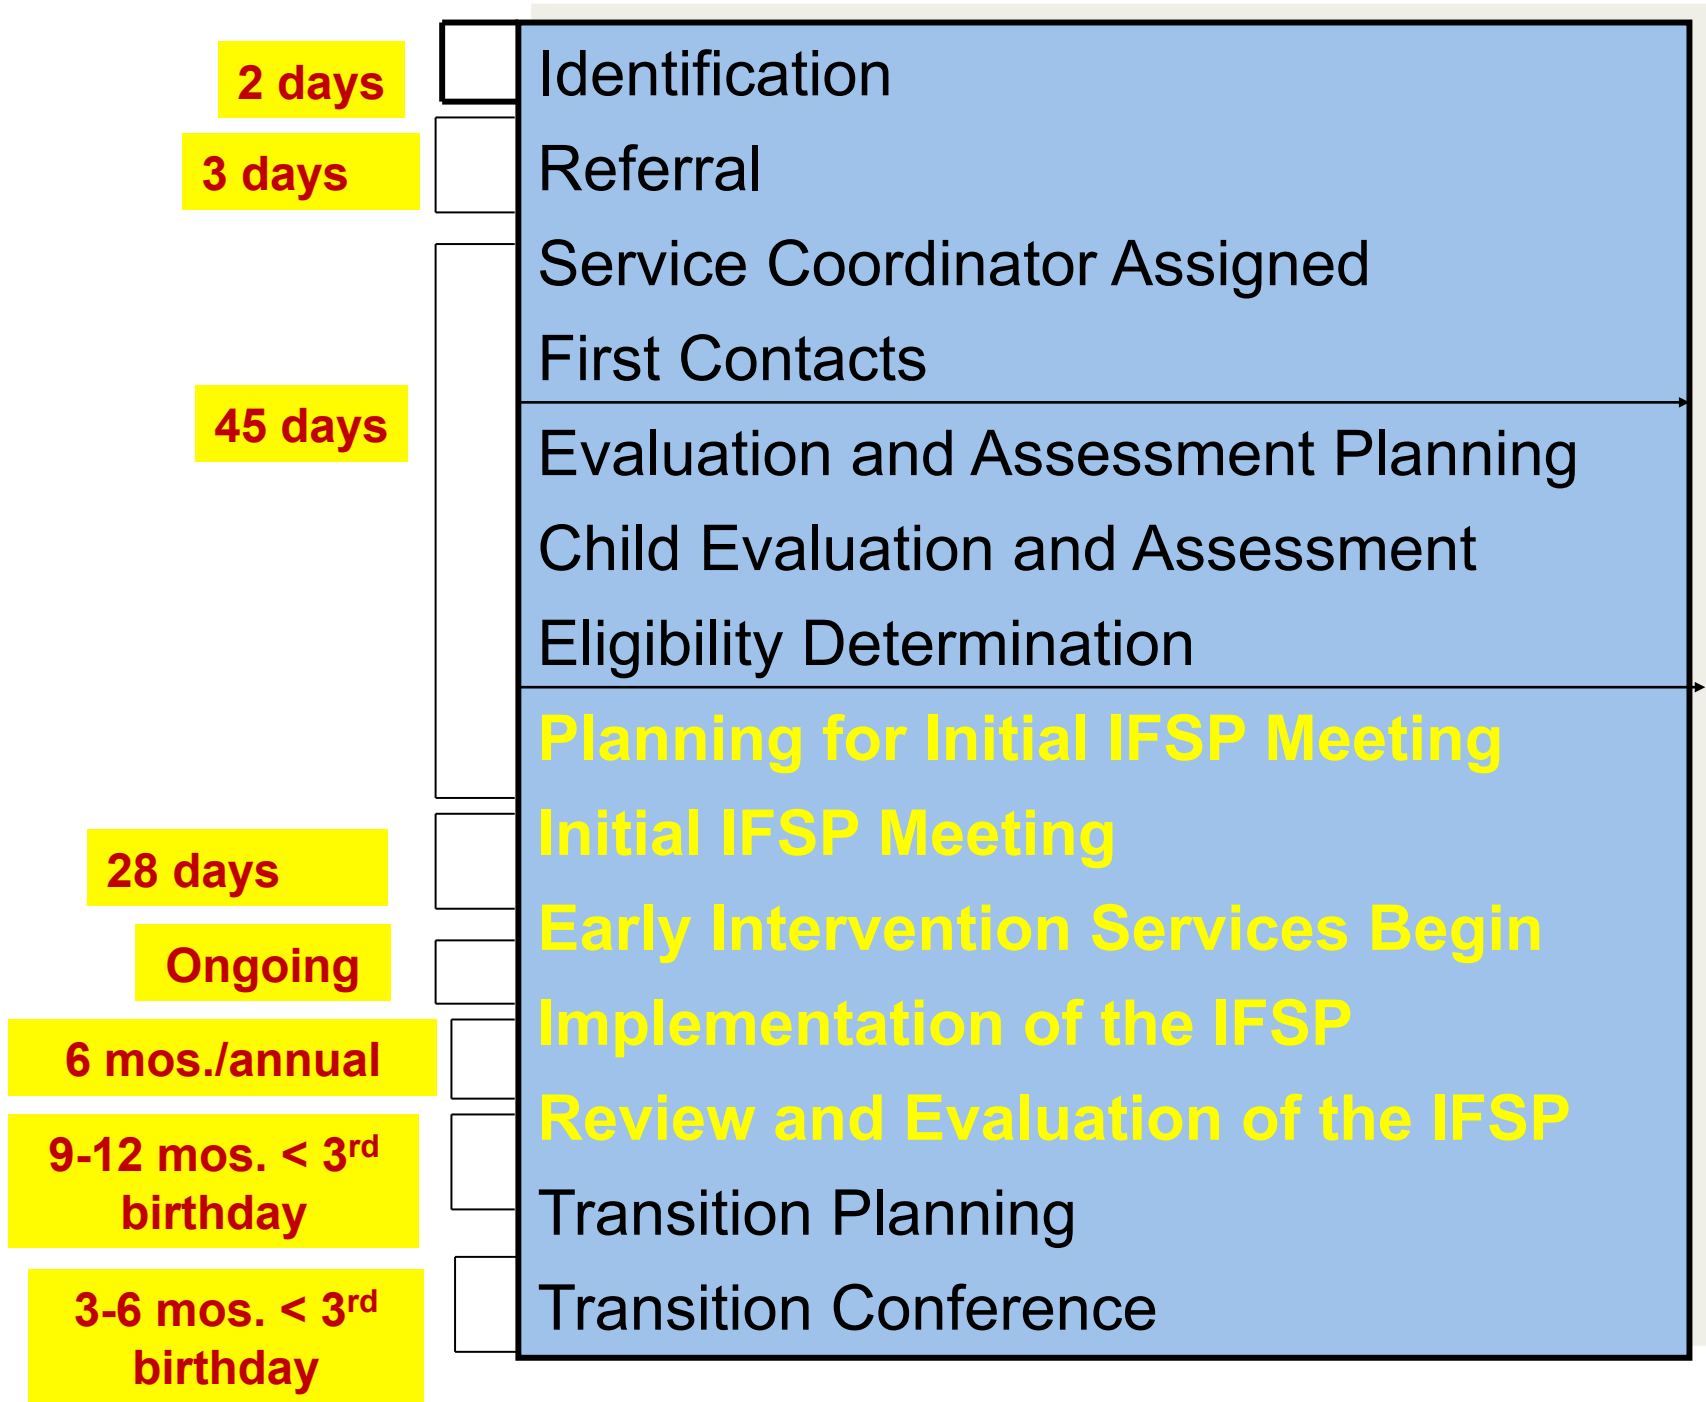 2 days
Identification
3 days
Referral
Service Coordinator Assigned
First Contacts
45 days
Evaluation and Assessment Planning
Child Evaluation and Assessment
Eligibility Determination
Planning for Initial IFSP Meeting
Initial IFSP Meeting
28 days
Early Intervention Services Begin
Ongoing
Implementation of the IFSP
6 mos./annual
Review and Evaluation of the IFSP
9-12 mos. < 3rd
birthday
Transition Planning
Transition Conference
3-6 mos. < 3rd
birthday